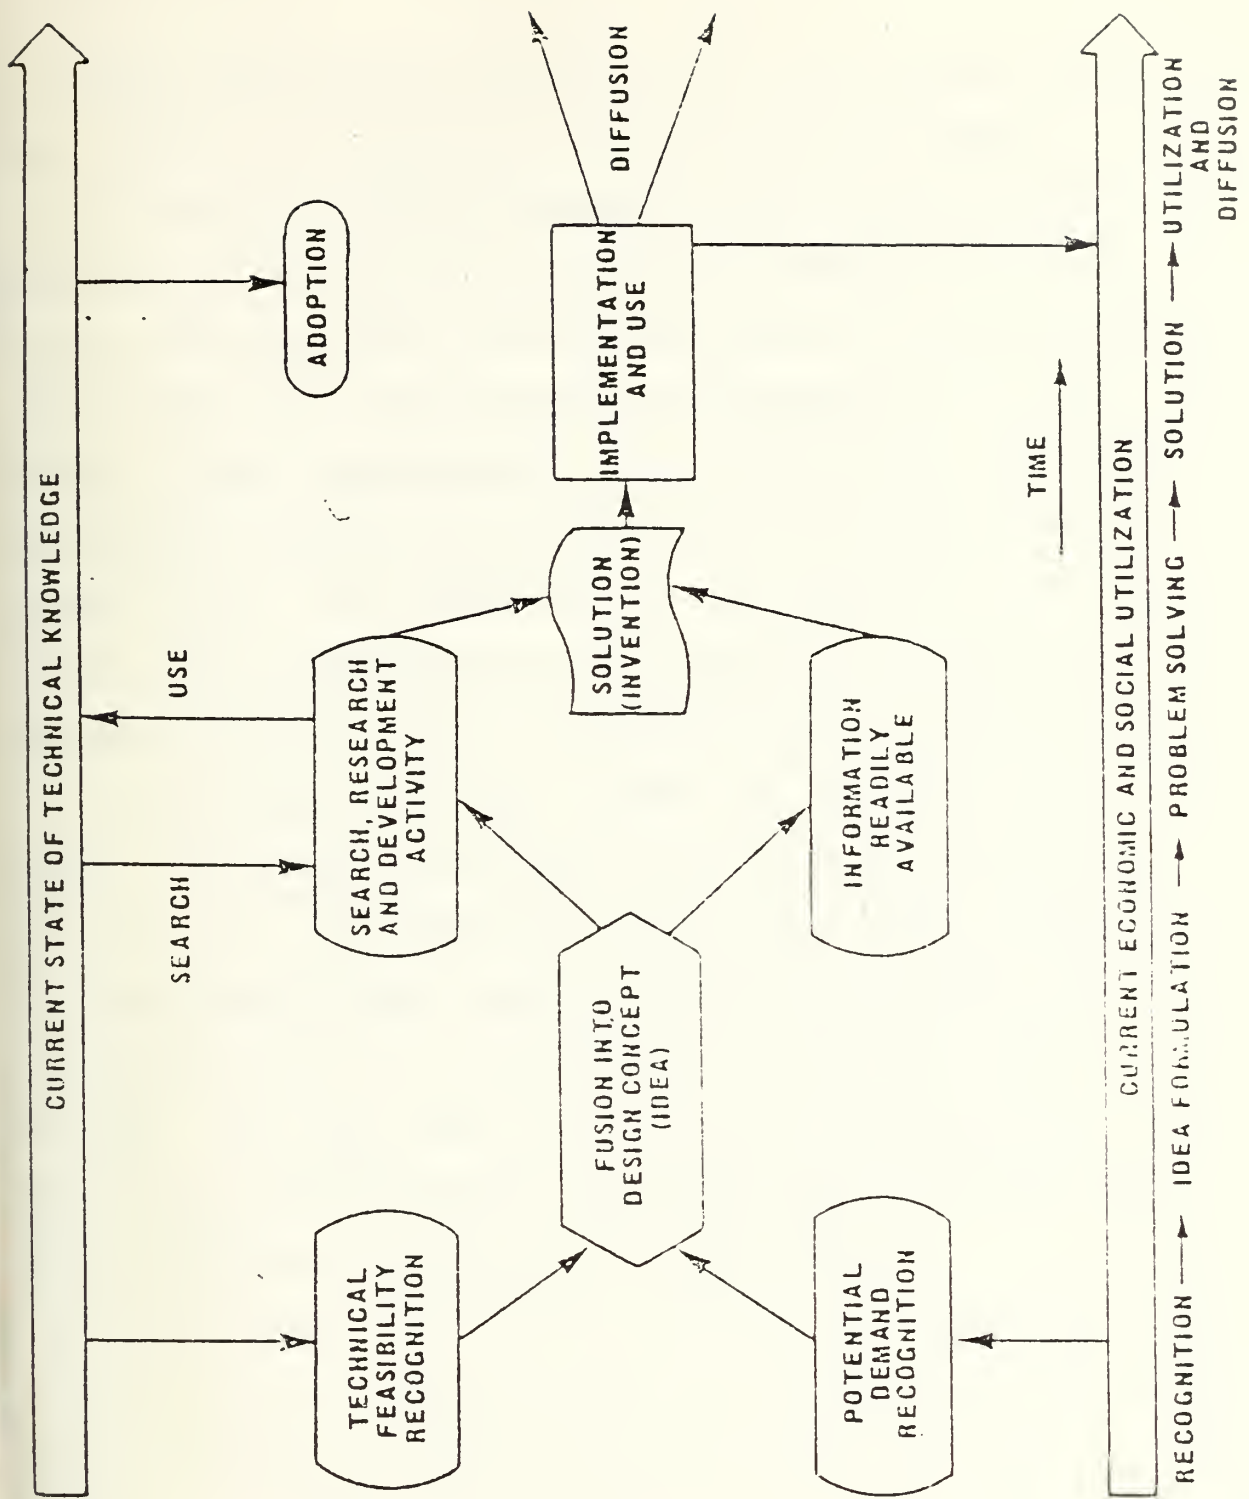 CURRENT STATE OF TECHNICAL KNOWLEDGE
SEARCH
USE
TECHNICAL
FEASIBILITY
RECOGNITION
SEARCH, RESEARCH
AND DEVELOPMENT
ACTIVITY
ADOPTION
FUSION INTO
DESIGN CONCEPT
(IDEA)
SOLUTION
(INVENTION)
IMPLEMENTATION
AND USE
DIFFUSION
POTENTIAL
DEMAND
RECOGNITION
INFORMATION
READILY
AVAILABLE
TIME
CURRENT ECONOMIC AND SOCIAL UTILIZATION
RECOGNITION → IDEA FORMULATION → PROBLEM SOLVING → SOLUTION → UTILIZATION
AND
DIFFUSION